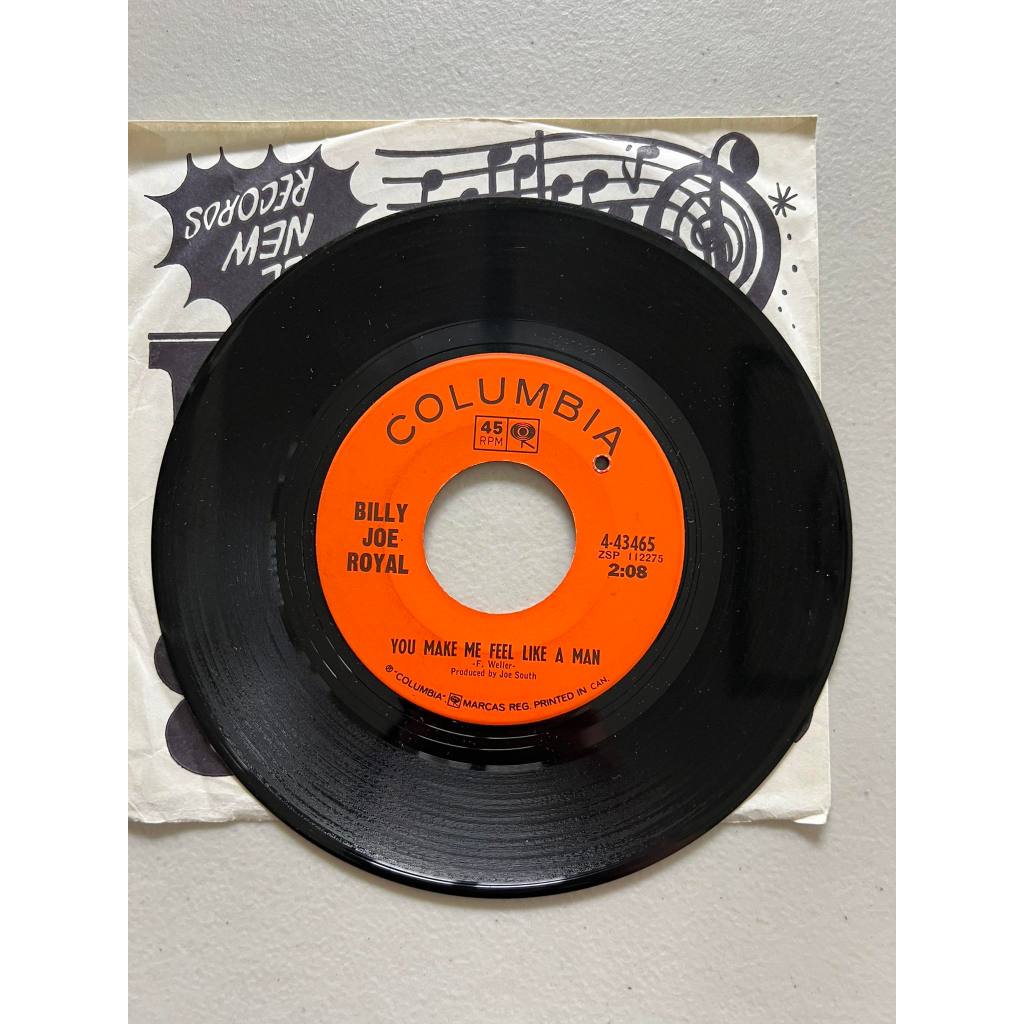 RECORDS
NEW
COLUMBIA
45
RPM
BILLY
JOE
ROYAL
4-43465
ZSP 112275
2:08
YOU MAKE ME FEEL LIKE A MAN
-F. Weller-
Produced by Joe South
℗ "COLUMBIA", MARCAS REG. PRINTED IN CAN.